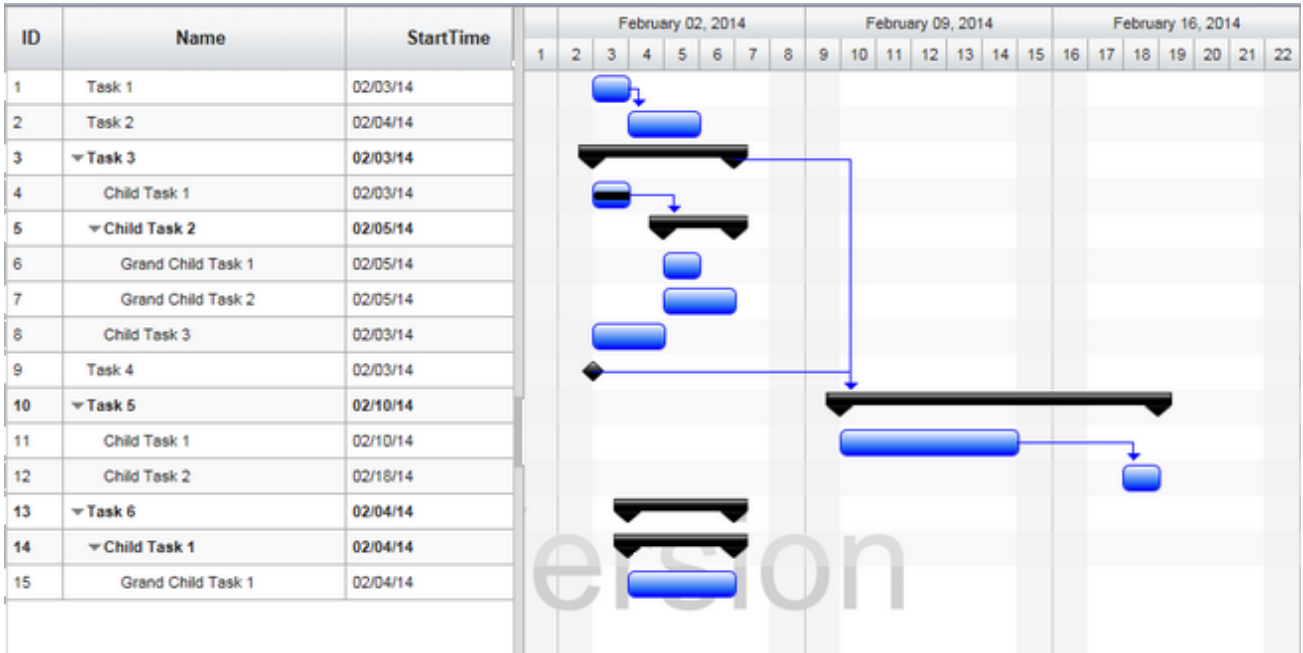 ID Name StartTime February 02, 2014 February 09, 2014 February 16, 2014
1 2 3 4 5 6 7 8 9 10 11 12 13 14 15 16 17 18 19 20 21 22
1 Task 1 02/03/14
2 Task 2 02/04/14
3 Task 3 02/03/14
4 Child Task 1 02/03/14
5 Child Task 2 02/05/14
6 Grand Child Task 1 02/05/14
7 Grand Child Task 2 02/05/14
8 Child Task 3 02/03/14
9 Task 4 02/03/14
10 Task 5 02/10/14
11 Child Task 1 02/10/14
12 Child Task 2 02/18/14
13 Task 6 02/04/14
14 Child Task 1 02/04/14
15 Grand Child Task 1 02/04/14
ersion